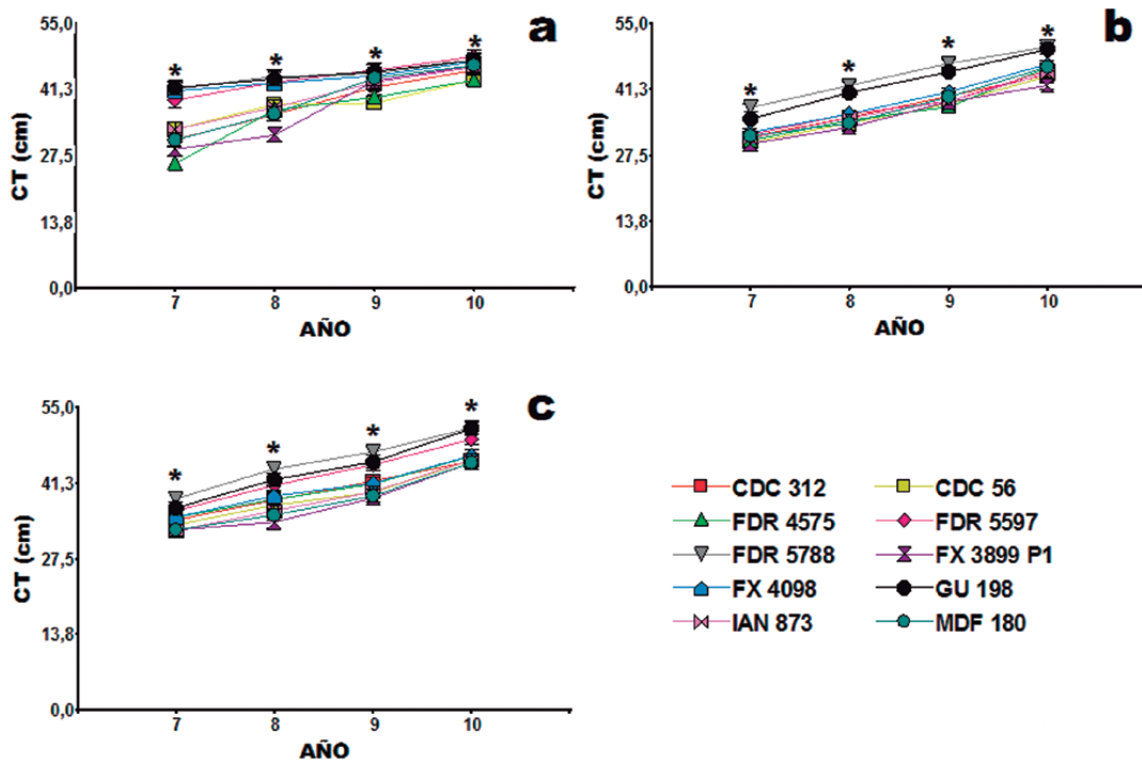 a
55,0
41,3
27,5
13,8
0,0
CT (cm)
* * * *
7 8 9 10
AÑO
b
55,0
41,3
27,5
13,8
0,0
CT (cm)
* * * *
7 8 9 10
AÑO
c
55,0
41,3
27,5
13,8
0,0
CT (cm)
* * * *
7 8 9 10
AÑO
CDC 312 CDC 56
FDR 4575 FDR 5597
FDR 5788 FX 3899 P1
FX 4098 GU 198
IAN 873 MDF 180